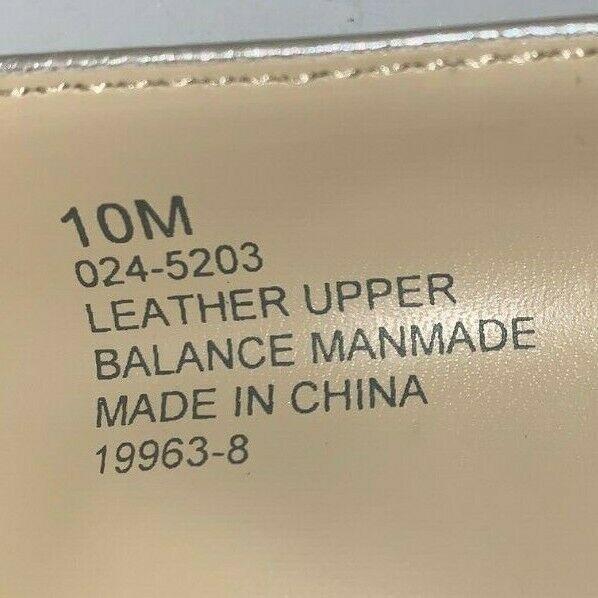 10M
024-5203
LEATHER UPPER
BALANCE MANMADE
MADE IN CHINA
19963-8